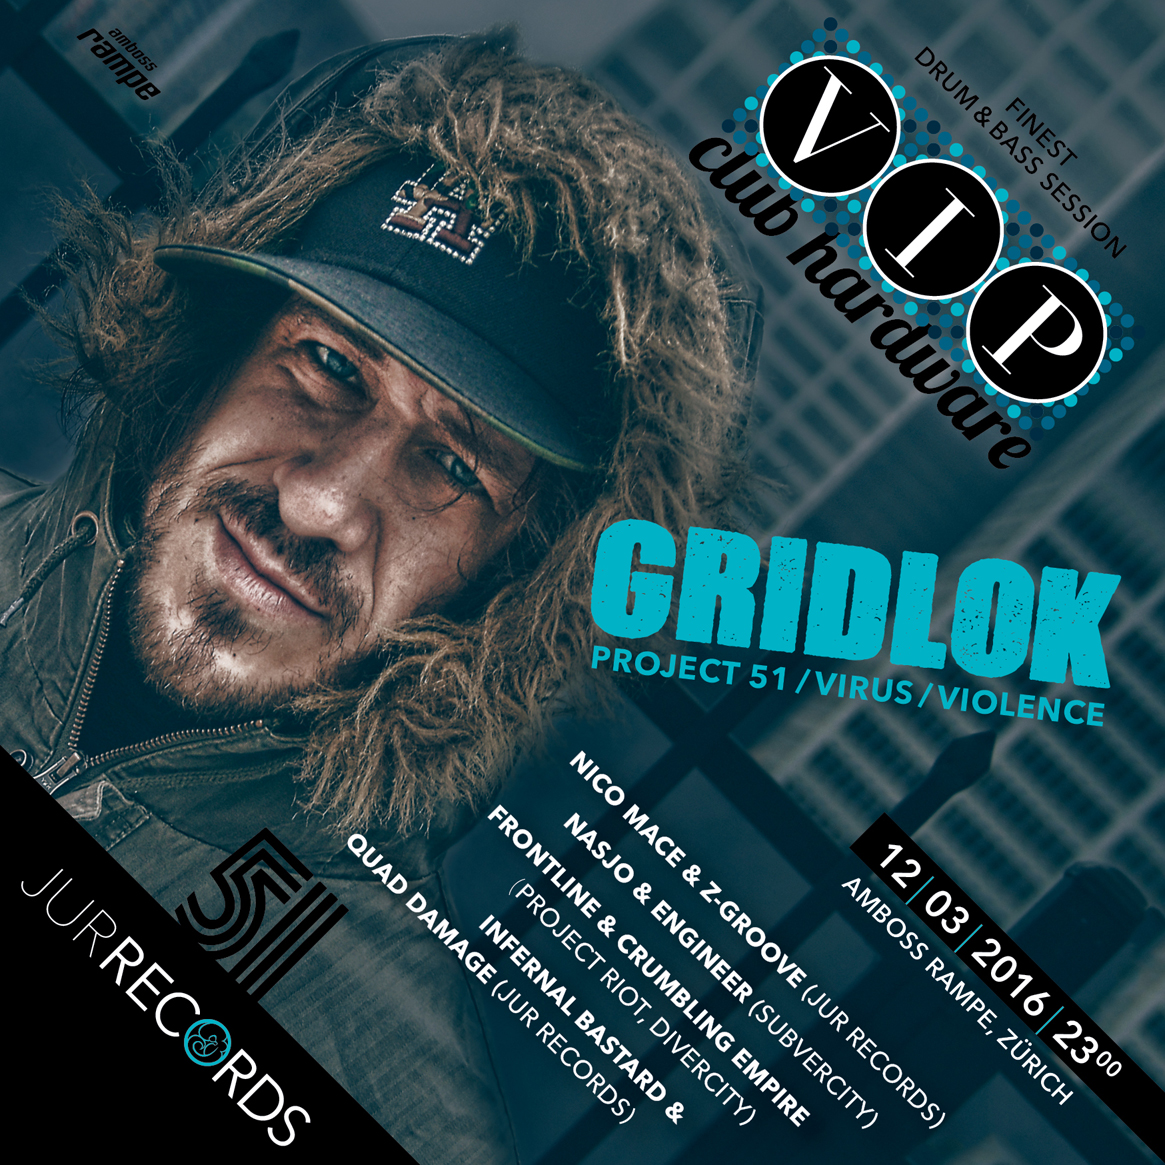 amboss
rampe
FINEST
DRUM & BASS SESSION
VIP
club hardware
GRIDLOK
PROJECT 51 / VIRUS / VIOLENCE
NICO MACE & Z-GROOVE (JUR RECORDS)
NASJO & ENGINEER (SUBVERCITY)
FRONTLINE & CRUMBLING EMPIRE
(PROJECT RIOT, DIVERCITY)
INFERNAL BASTARD &
QUAD DAMAGE (JUR RECORDS)
12 | 03 | 2016 | 23⁰⁰
AMBOSS RAMPE, ZÜRICH
51
JURRECORDS